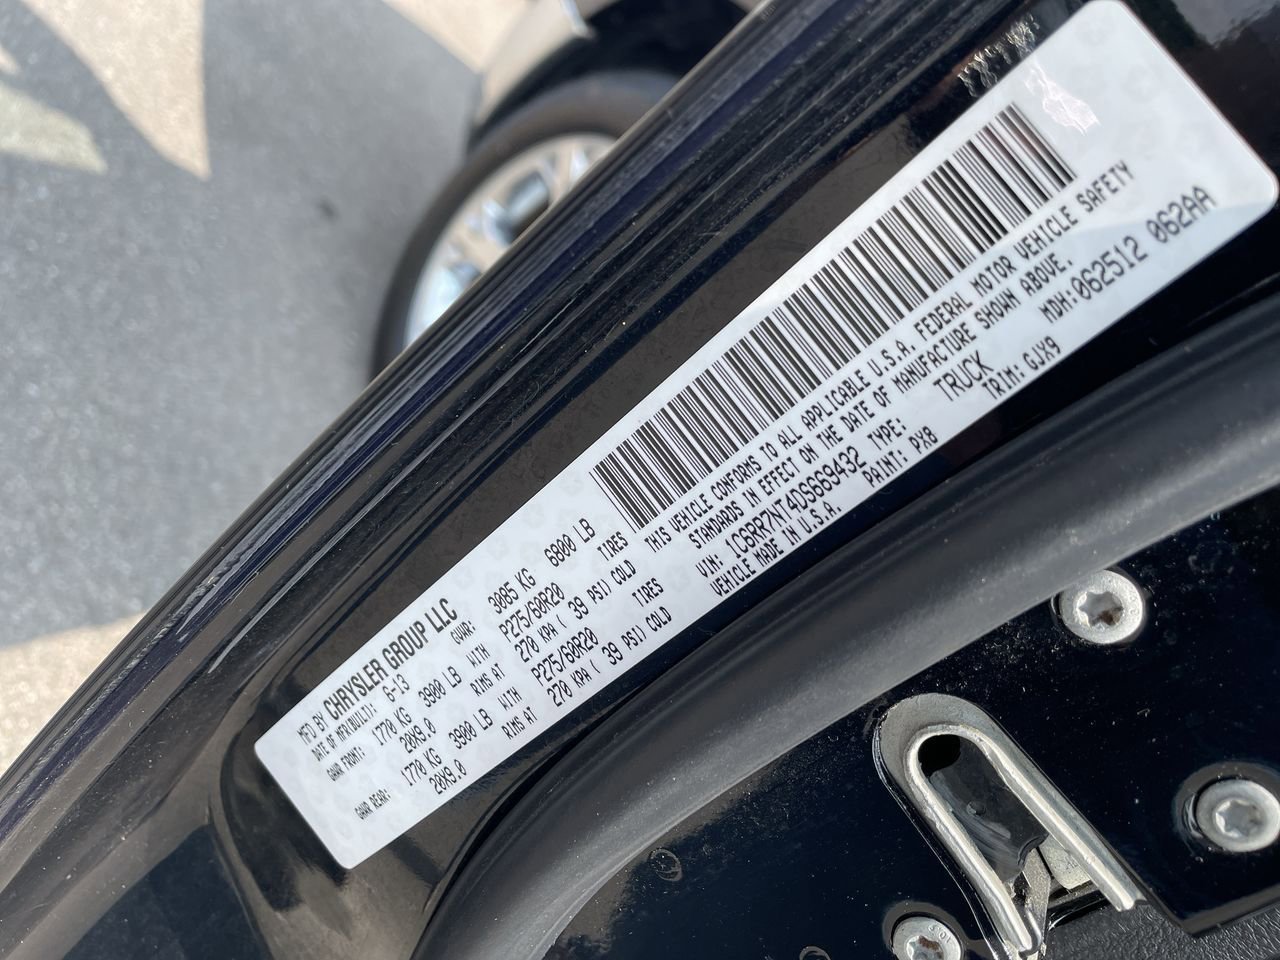 MFD BY CHRYSLER GROUP LLC
DATE OF MFR(BUILT): 6-13 GVWR: 3085 KG 6800 LB
GAWR FRONT: 1770 KG 3900 LB WITH P275/60R20 TIRES
20X9.0 RIMS AT 270 KPA ( 39 PSI) COLD
GAWR REAR: 1770 KG 3900 LB WITH P275/60R20 TIRES
20X9.0 RIMS AT 270 KPA ( 39 PSI) COLD
THIS VEHICLE CONFORMS TO ALL APPLICABLE U.S.A. FEDERAL MOTOR VEHICLE SAFETY
STANDARDS IN EFFECT ON THE DATE OF MANUFACTURE SHOWN ABOVE.
VIN: 1C6RR7NT4DS669432 TYPE: TRUCK MDH:062512 062AA
VEHICLE MADE IN U.S.A. PAINT: PX8 TRIM: GJX9